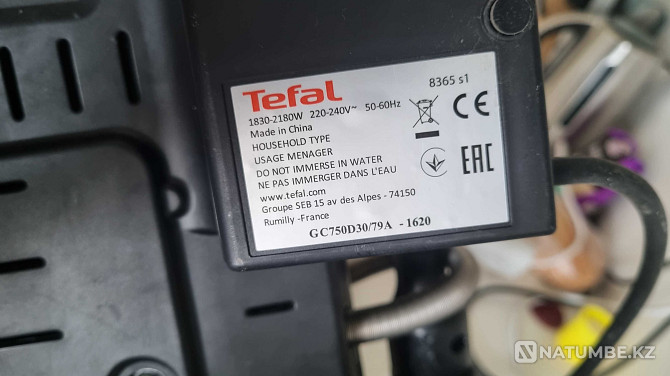 Tefal
8365 s1
1830-2180W 220-240V~ 50-60Hz
Made in China
HOUSEHOLD TYPE
USAGE MENAGER
DO NOT IMMERSE IN WATER
NE PAS IMMERGER DANS L'EAU
www.tefal.com
Groupe SEB 15 av des Alpes - 74150
Rumilly -France
GC750D30/79A - 1620
CE
EAC
NATUMBE.KZ